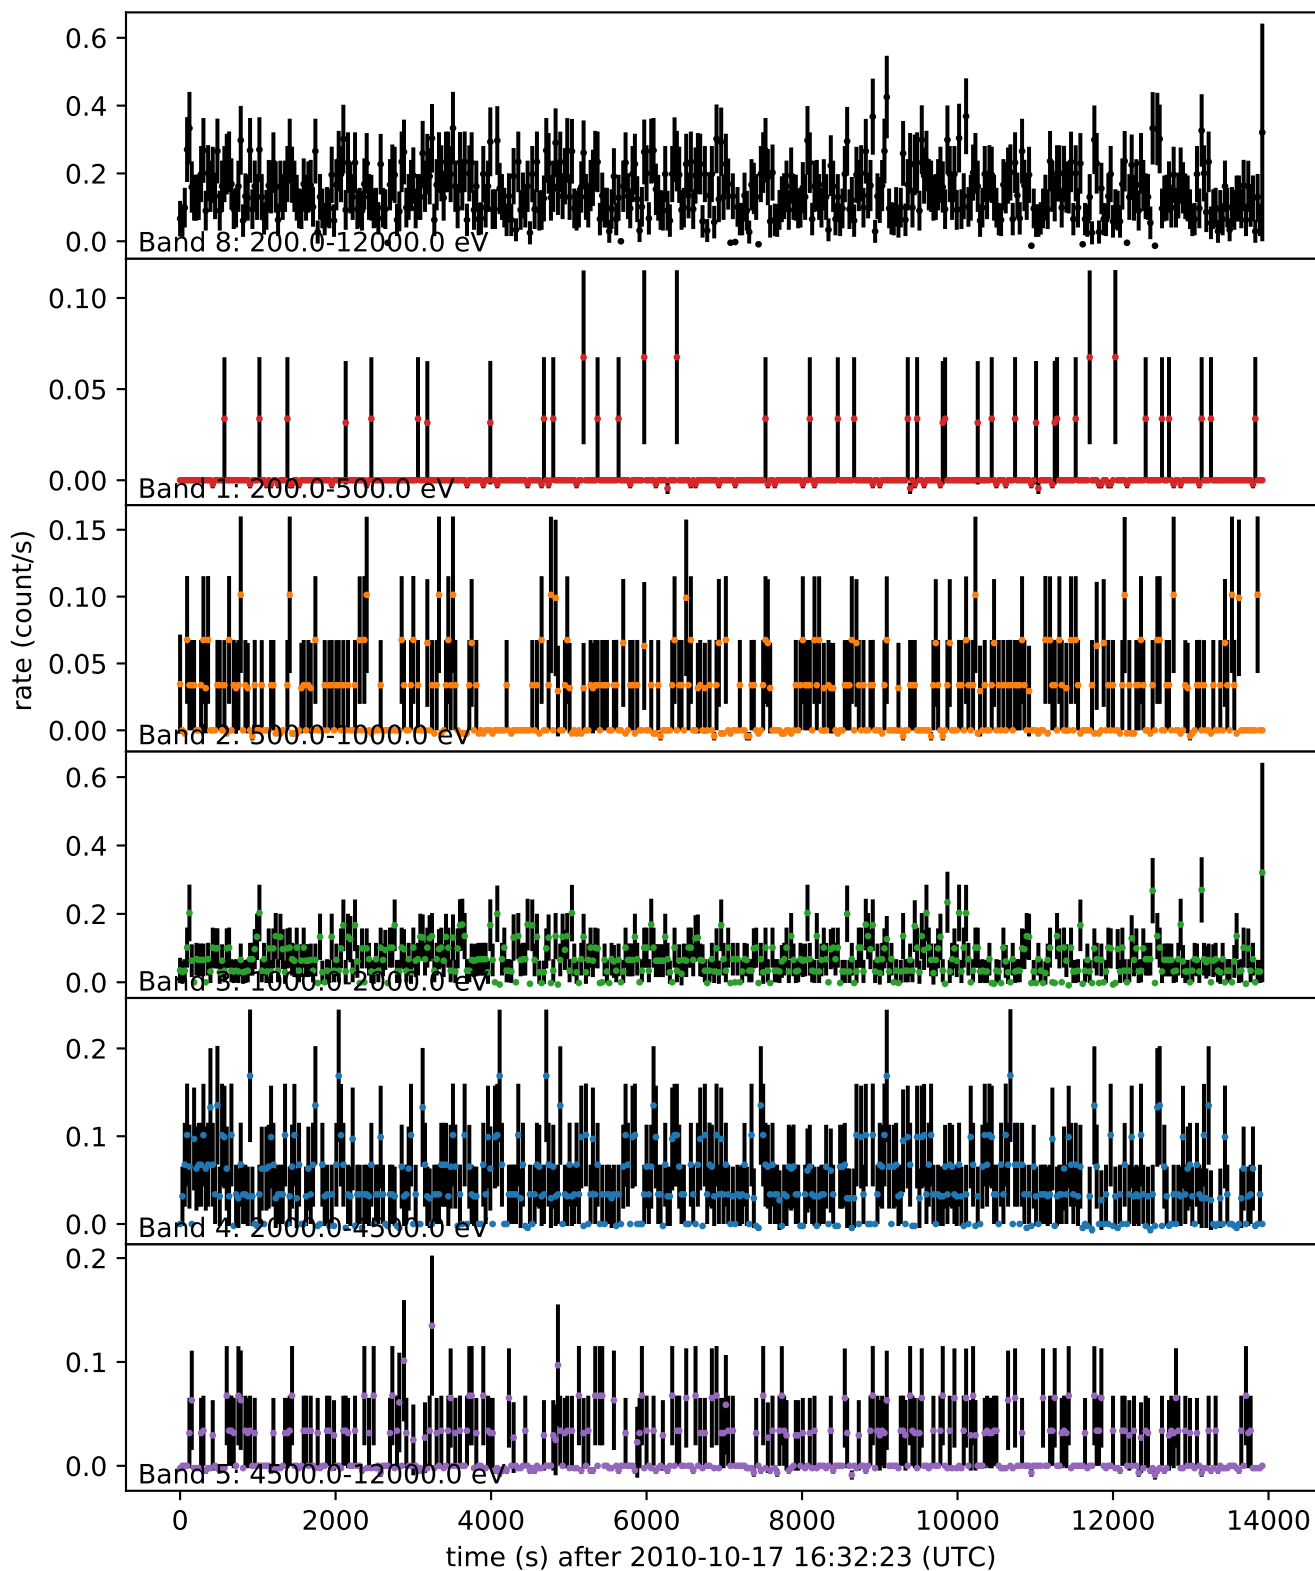 0.6
0.4
0.2
0.0
Band 8: 200.0-12000.0 eV
0.10
0.05
0.00
Band 1: 200.0-500.0 eV
0.15
0.10
0.05
0.00
Band 2: 500.0-1000.0 eV
rate (count/s)
0.6
0.4
0.2
0.0
Band 3: 1000.0-2000.0 eV
0.2
0.1
0.0
Band 4: 2000.0-4500.0 eV
0.2
0.1
0.0
Band 5: 4500.0-12000.0 eV
0 2000 4000 6000 8000 10000 12000 14000
time (s) after 2010-10-17 16:32:23 (UTC)